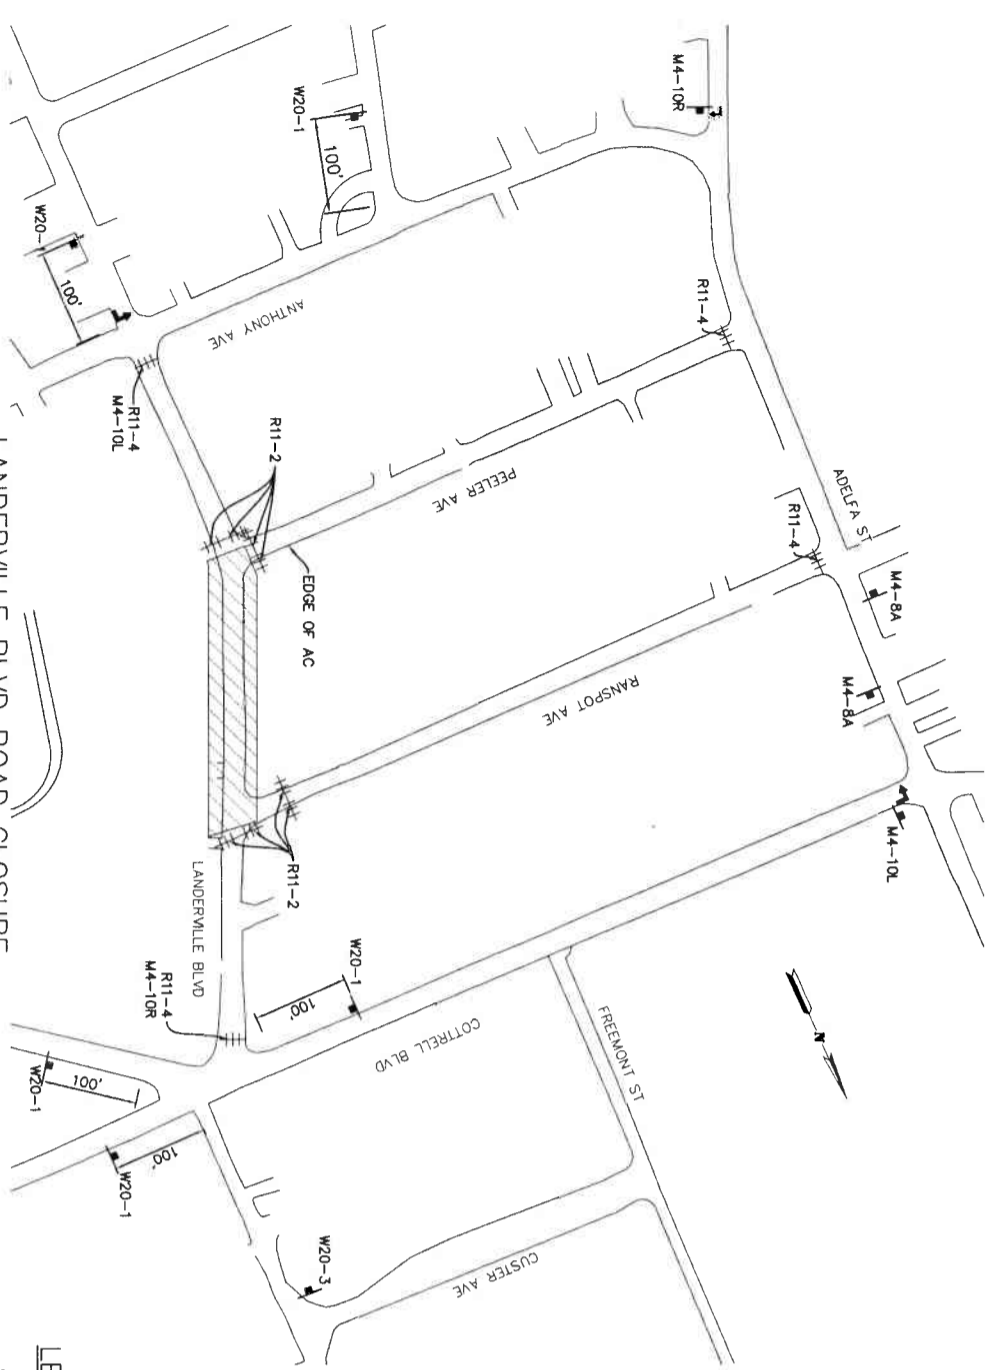 M4-10R
W20-1
100'
W20-
100'
ANTHONY AVE
R11-4
R11-4
M4-10L
R11-2
PEELER AVE
ADELFA ST
R11-4
EDGE OF AC
M4-8A
M4-8A
RANSPOT AVE
M4-10L
R11-2
LANDERVILLE BLVD
W20-1
100'
R11-4
M4-10R
COTTRELL BLVD
FREEMONT ST
N
W20-1
100'
100'
W20-1
W20-3
CUSTER AVE
LANDERVILLE BLVD ROAD CLOSURE
LE